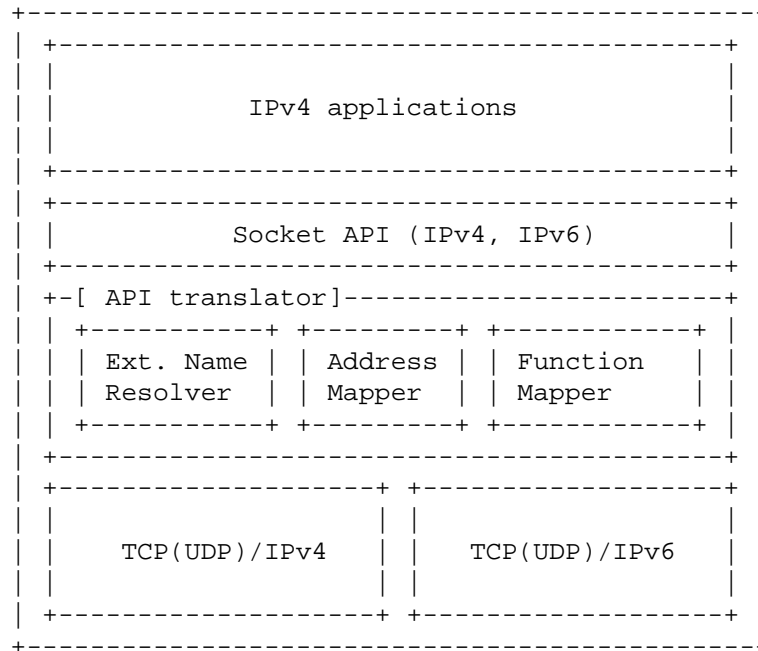 IPv4 applications
Socket API (IPv4, IPv6)
[ API translator]
Ext. Name Address Function
Resolver Mapper Mapper
TCP(UDP)/IPv4 TCP(UDP)/IPv6